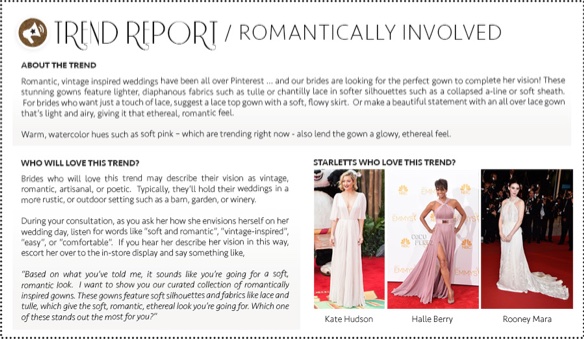 TREND REPORT / ROMANTICALLY INVOLVED
ABOUT THE TREND
Romantic, vintage inspired weddings have been all over Pinterest ... and our brides are looking for the perfect gown to complete her vision! These
stunning gowns feature lighter, diaphanous fabrics such as tulle or chantilly lace in softer silhouettes such as a collapsed a-line or soft sheath.
For brides who want just a touch of lace, suggest a lace top gown with a soft, flowy skirt. Or make a beautiful statement with an all over lace gown
that's light and airy, giving it that ethereal, romantic feel.
Warm, watercolor hues such as soft pink – which are trending right now - also lend the gown a glowy, ethereal feel.
WHO WILL LOVE THIS TREND?
Brides who will love this trend may describe their vision as vintage,
romantic, artisanal, or poetic. Typically, they'll hold their weddings in a
more rustic, or outdoor setting such as a barn, garden, or winery.
During your consultation, as you ask her how she envisions herself on her
wedding day, listen for words like "soft and romantic", "vintage-inspired",
"easy", or "comfortable". If you hear her describe her vision in this way,
escort her over to the in-store display and say something like,
"Based on what you've told me, it sounds like you're going for a soft,
romantic look. I want to show you our curated collection of romantically
inspired gowns. These gowns feature soft silhouettes and fabrics like lace and
tulle, which give the soft, romantic, ethereal look you're going for. Which one
of these stands out the most for you?"
STARLETTS WHO LOVE THIS TREND?
Kate Hudson
Halle Berry
Rooney Mara